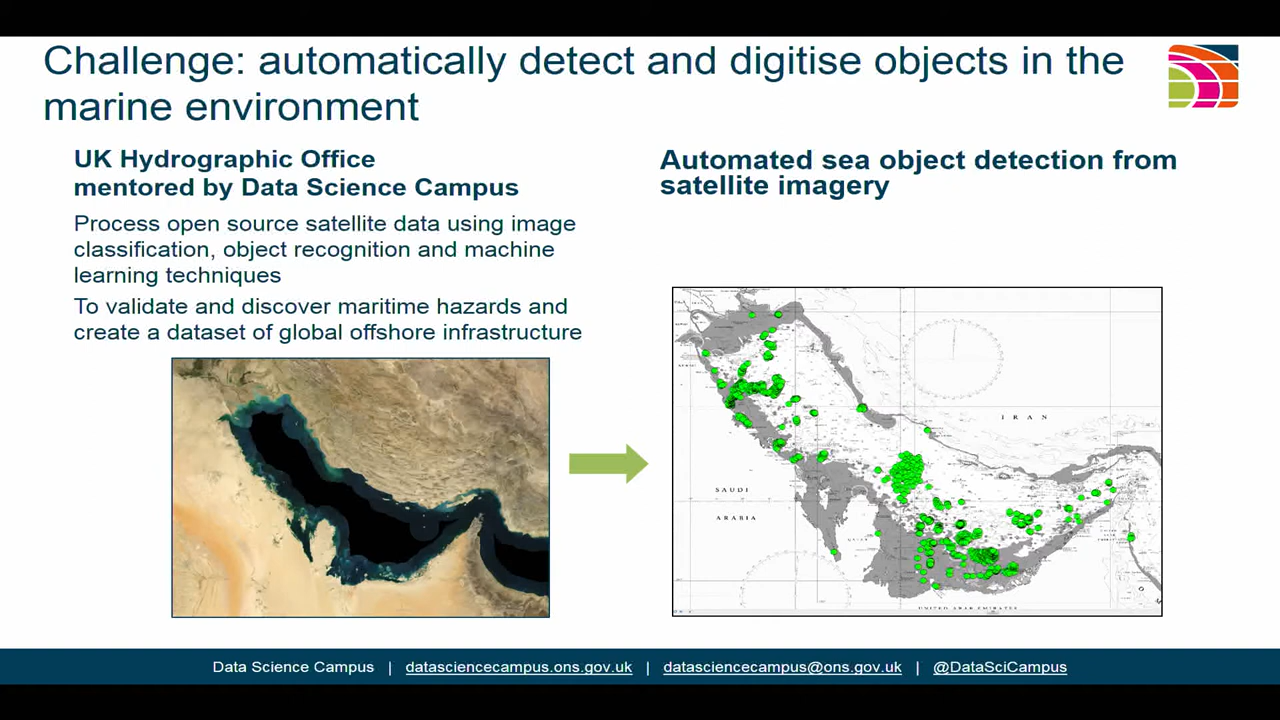 Challenge: automatically detect and digitise objects in the
marine environment
UK Hydrographic Office
mentored by Data Science Campus
Process open source satellite data using image
classification, object recognition and machine
learning techniques
To validate and discover maritime hazards and
create a dataset of global offshore infrastructure
Automated sea object detection from
satellite imagery
IRAN
SAUDI
ARABIA
UNITED ARAB EMIRATES
Data Science Campus | datasciencecampus.ons.gov.uk | datasciencecampus@ons.gov.uk | @DataSciCampus